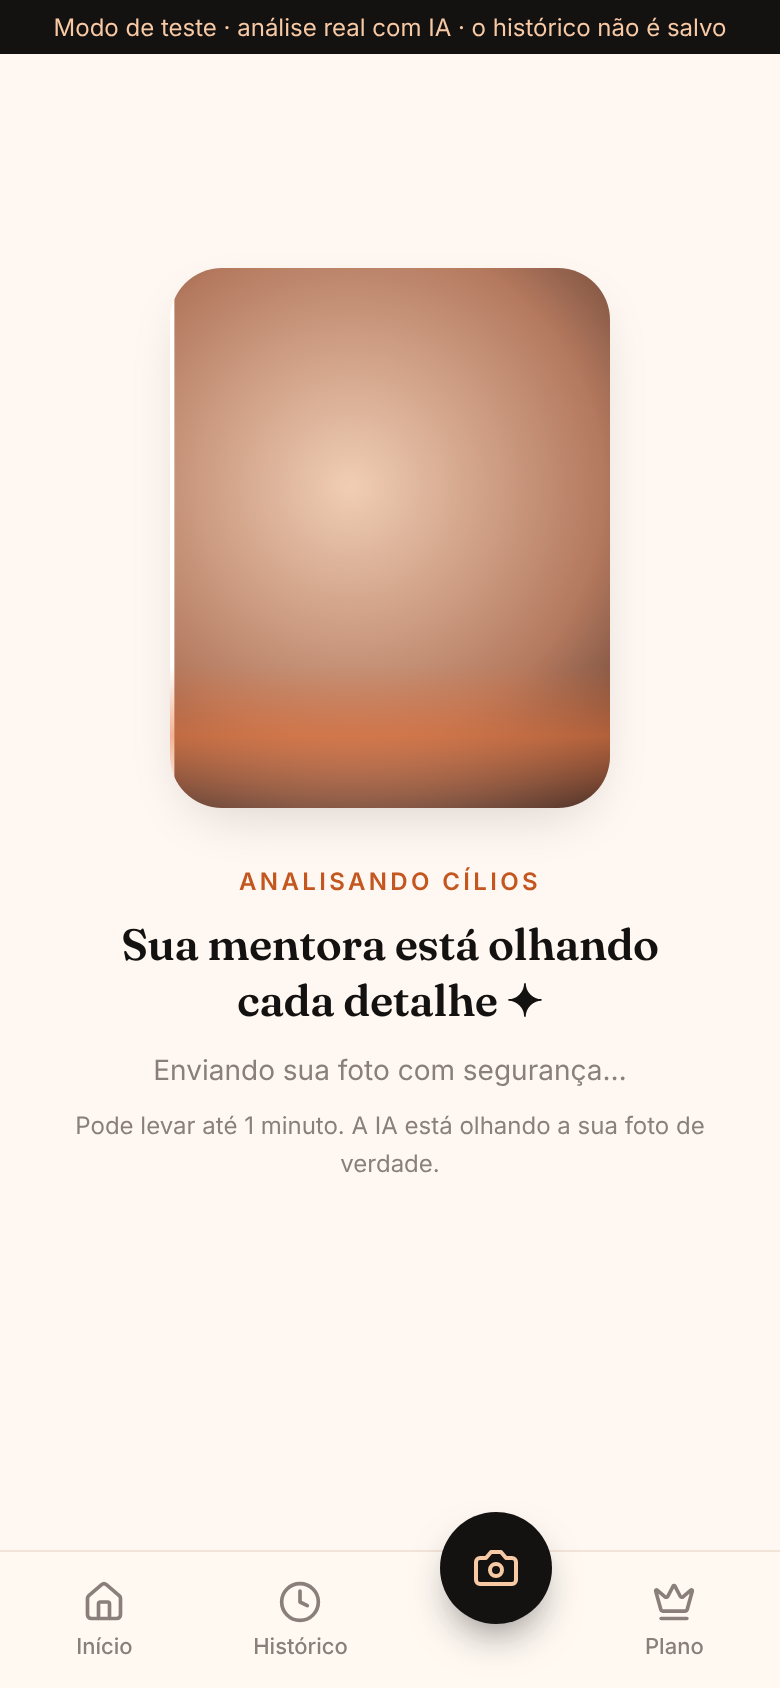 Modo de teste · análise real com IA · o histórico não é salvo
ANALISANDO CÍLIOS
Sua mentora está olhando
cada detalhe ✦
Enviando sua foto com segurança...
Pode levar até 1 minuto. A IA está olhando a sua foto de
verdade.
Início
Histórico
Plano